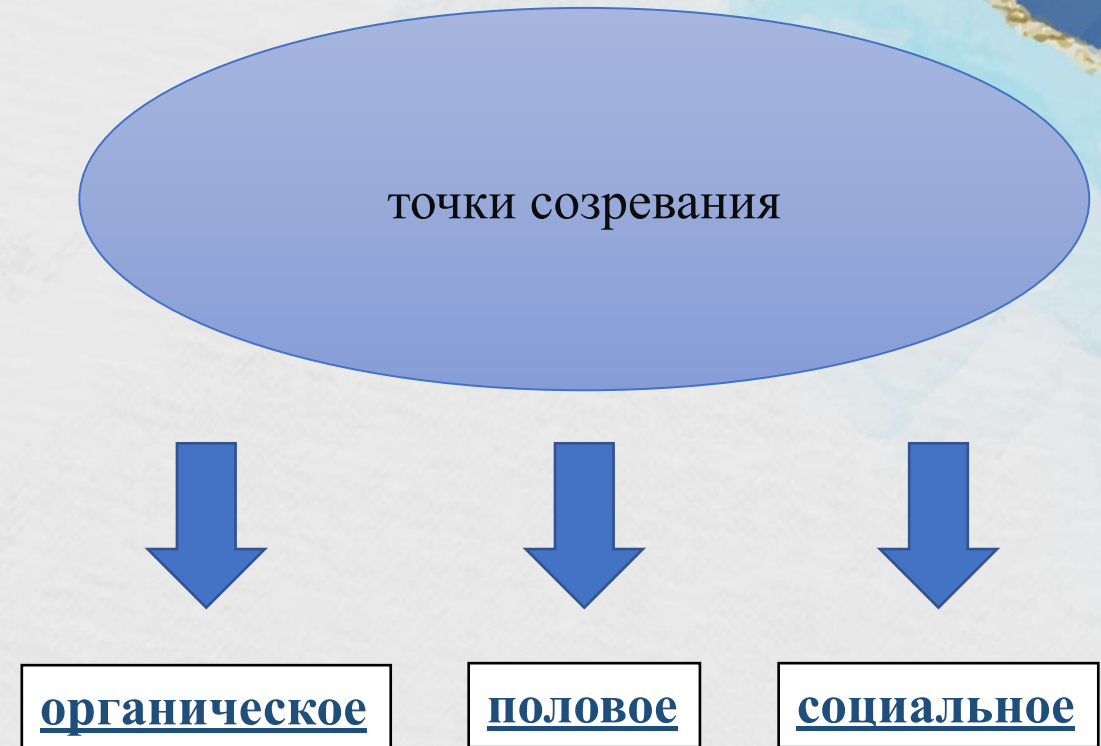 точки созревания
органическое
половое
социальное